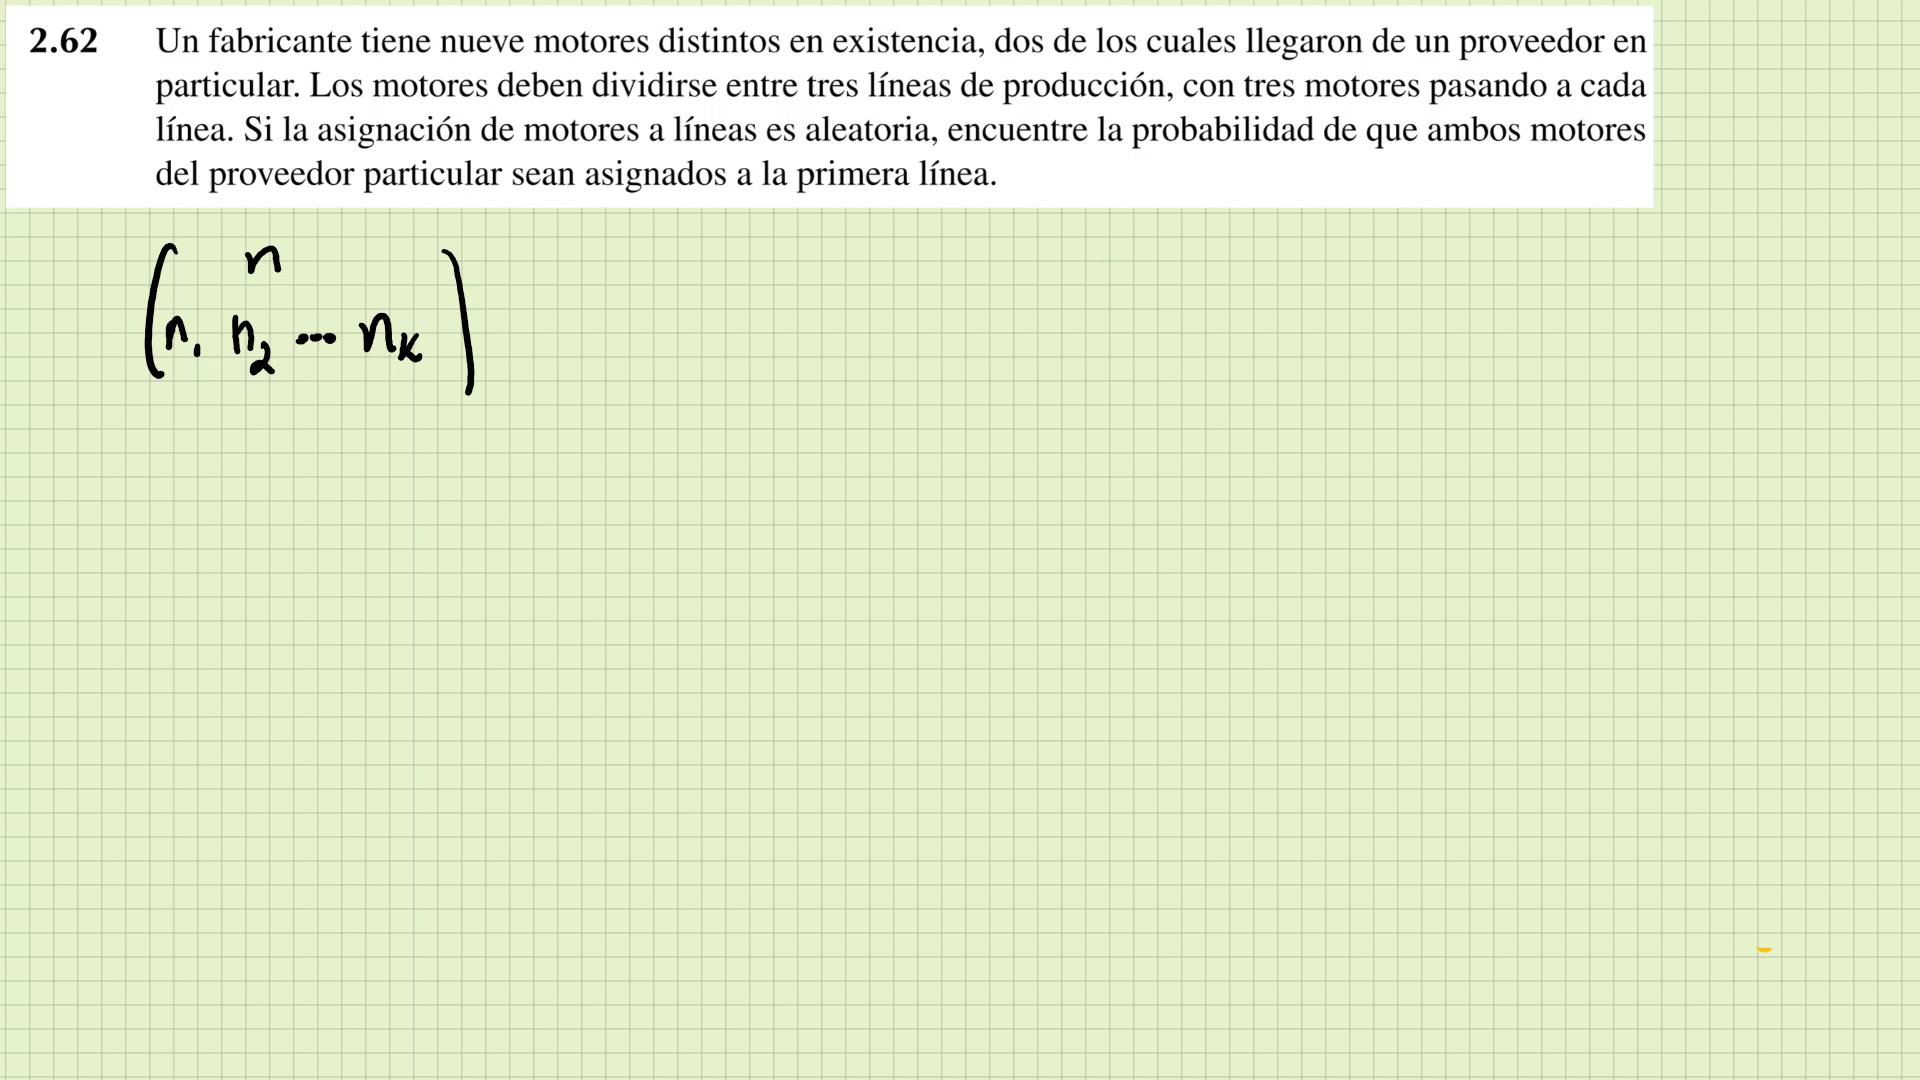 2.62 Un fabricante tiene nueve motores distintos en existencia, dos de los cuales llegaron de un proveedor en
particular. Los motores deben dividirse entre tres líneas de producción, con tres motores pasando a cada
línea. Si la asignación de motores a líneas es aleatoria, encuentre la probabilidad de que ambos motores
del proveedor particular sean asignados a la primera línea.
( n
n₁ n₂ ... nₖ )